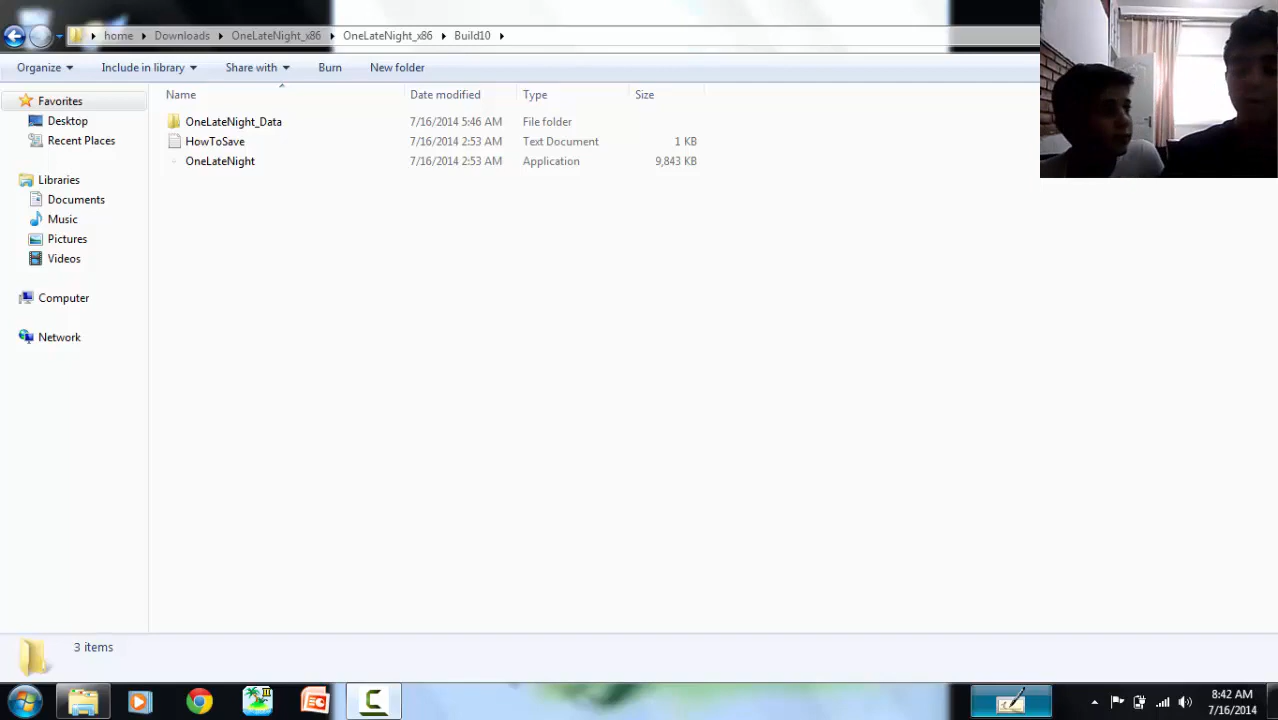 home Downloads OneLateNight_x86 OneLateNight_x86 Build10
Organize Include in library Share with Burn New folder
Name Date modified Type Size
OneLateNight_Data 7/16/2014 5:46 AM File folder
HowToSave 7/16/2014 2:53 AM Text Document 1 KB
OneLateNight 7/16/2014 2:53 AM Application 9,843 KB
Favorites
Desktop
Recent Places
Libraries
Documents
Music
Pictures
Videos
Computer
Network
3 items
8:42 AM
7/16/2014